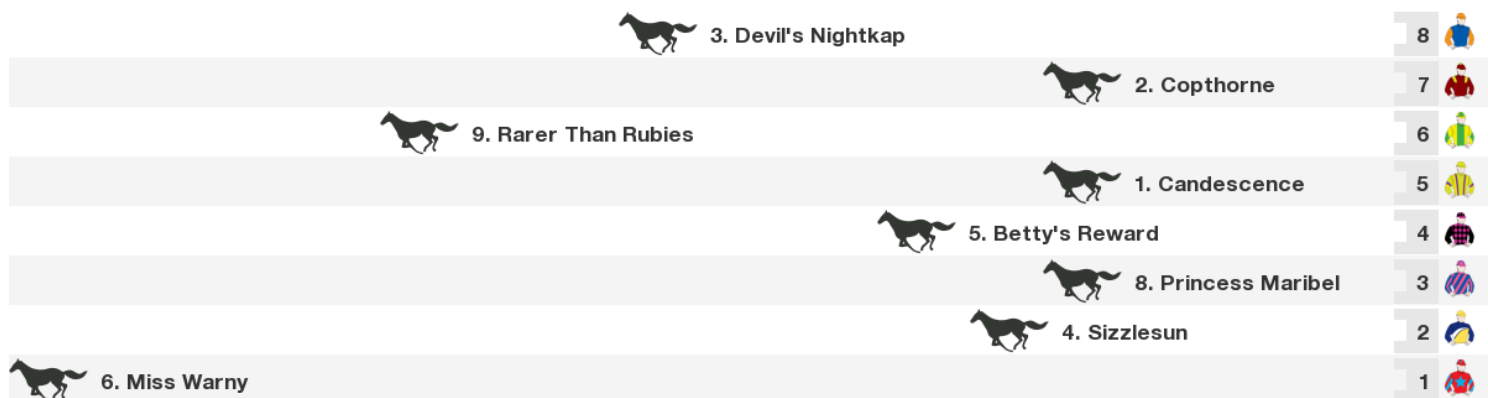 3. Devil's Nightkap 8
2. Copthorne 7
9. Rarer Than Rubies 6
1. Candescence 5
5. Betty's Reward 4
8. Princess Maribel 3
4. Sizzlesun 2
6. Miss Warny 1